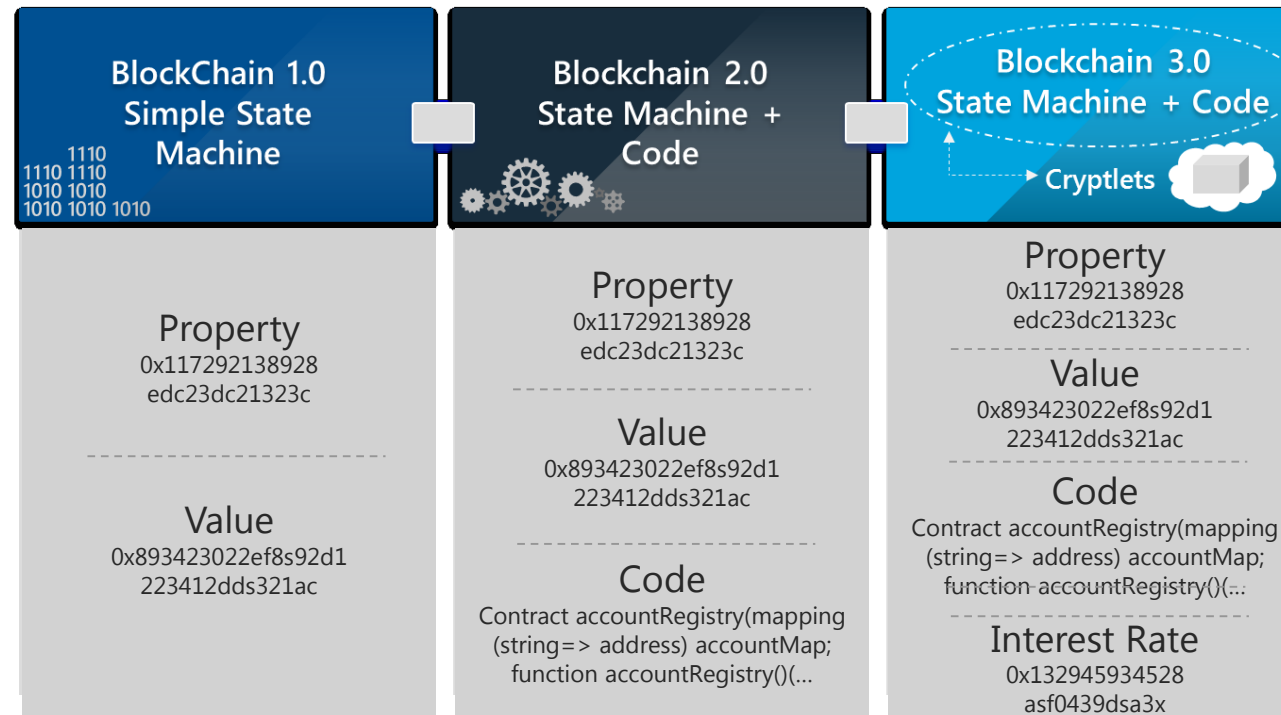 BlockChain 1.0
Simple State
Machine
1110
1110 1110
1010 1010
1010 1010 1010
Property
0x117292138928
edc23dc21323c
Value
0x893423022ef8s92d1
223412dds321ac
Blockchain 2.0
State Machine +
Code
Property
0x117292138928
edc23dc21323c
Value
0x893423022ef8s92d1
223412dds321ac
Code
Contract accountRegistry(mapping
(string=> address) accountMap;
function accountRegistry()(...
Blockchain 3.0
State Machine + Code
Cryptlets
Property
0x117292138928
edc23dc21323c
Value
0x893423022ef8s92d1
223412dds321ac
Code
Contract accountRegistry(mapping
(string=> address) accountMap;
function accountRegistry()(...
Interest Rate
0x132945934528
asf0439dsa3x